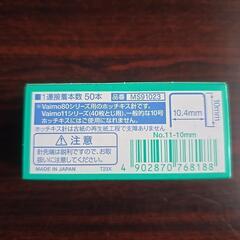 ■1連接着本数50本
品番 MS91023
●Vaimo80シリーズ用のホッチキス針です。
Vaimo11シリーズ(40枚とじ用)、一般的な10号
ホッチキスにはご使用になれません。
ホッチキス針は古紙の再生紙工程で支障ありません。
10.4mm
10mm
No.11-10mm
注意
MADE IN JAPAN
T23X
4 902870 768188